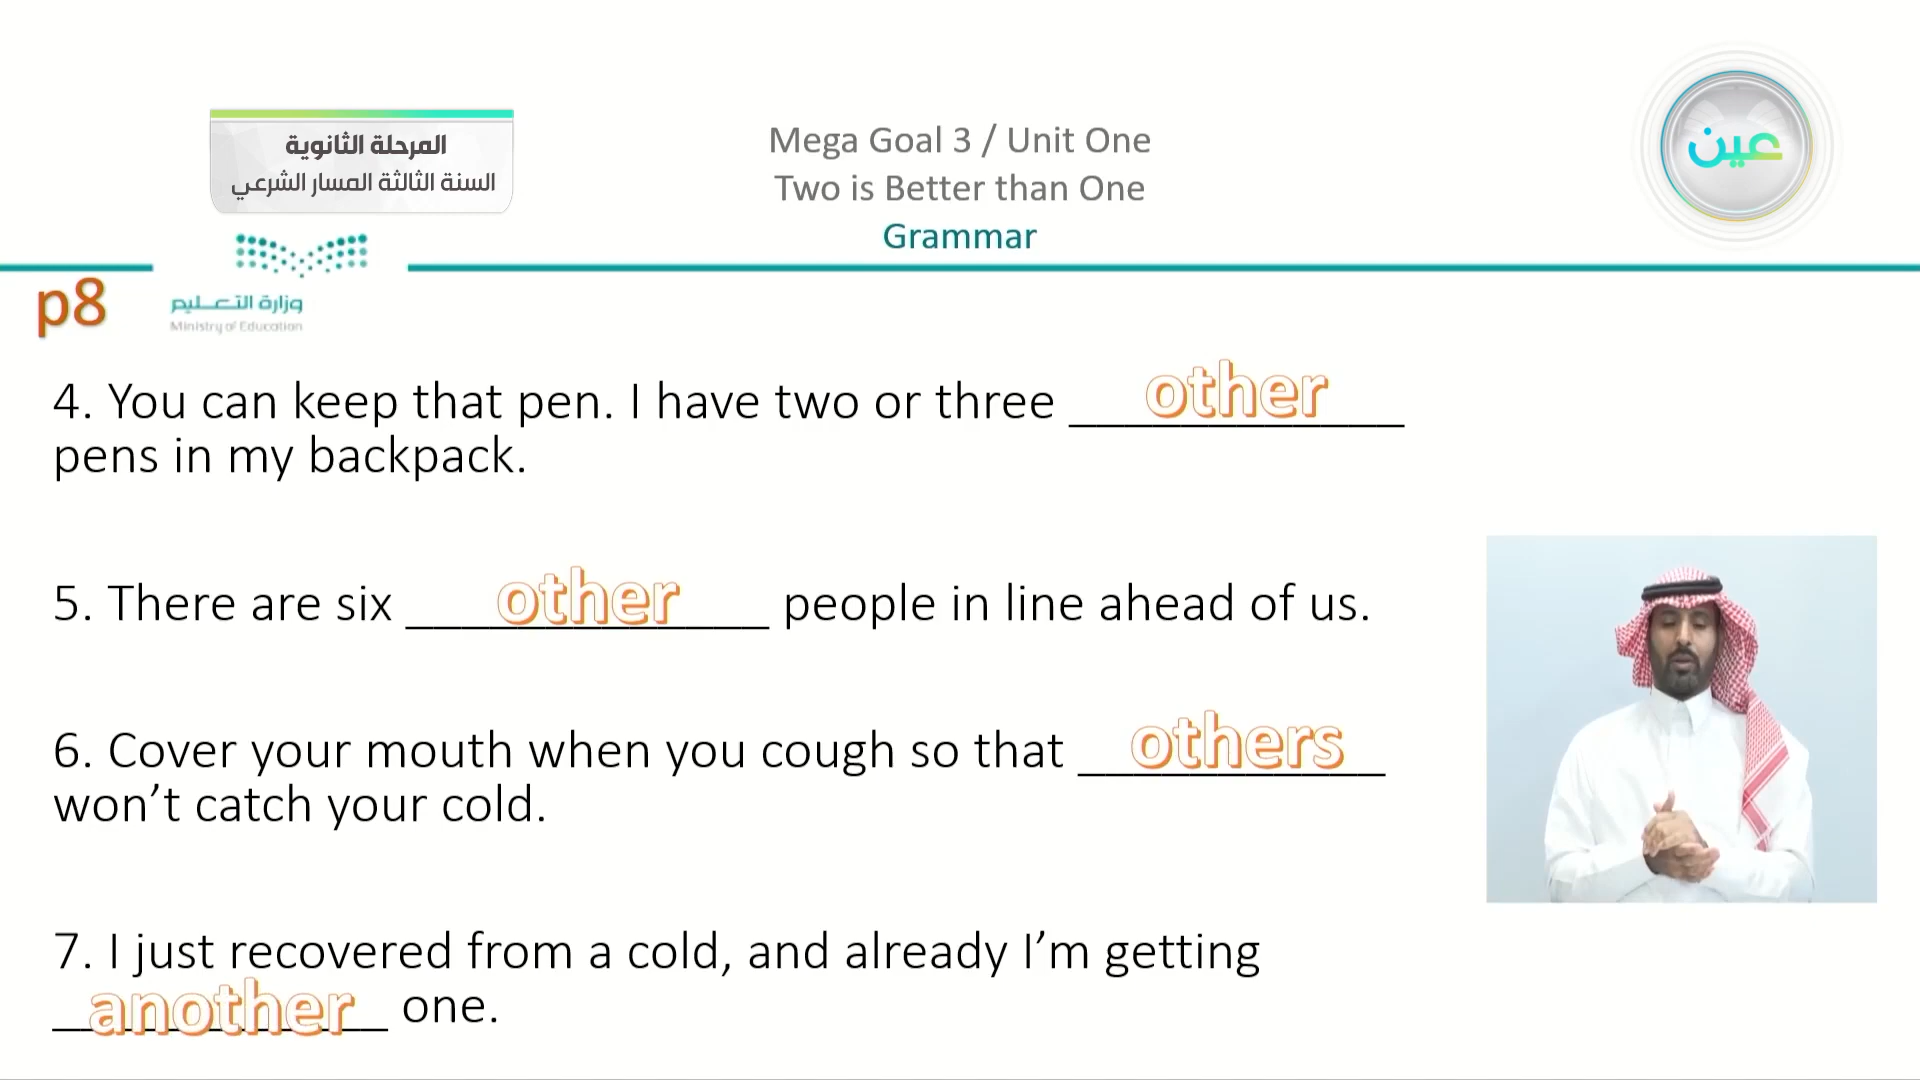 المرحلة الثانوية
السنة الثالثة المسار الشرعي
Mega Goal 3 / Unit One
Two is Better than One
Grammar
عين
p8
وزارة التعليم
Ministry of Education
4. You can keep that pen. I have two or three other
pens in my backpack.
5. There are six other people in line ahead of us.
6. Cover your mouth when you cough so that others
won’t catch your cold.
7. I just recovered from a cold, and already I’m getting
another one.